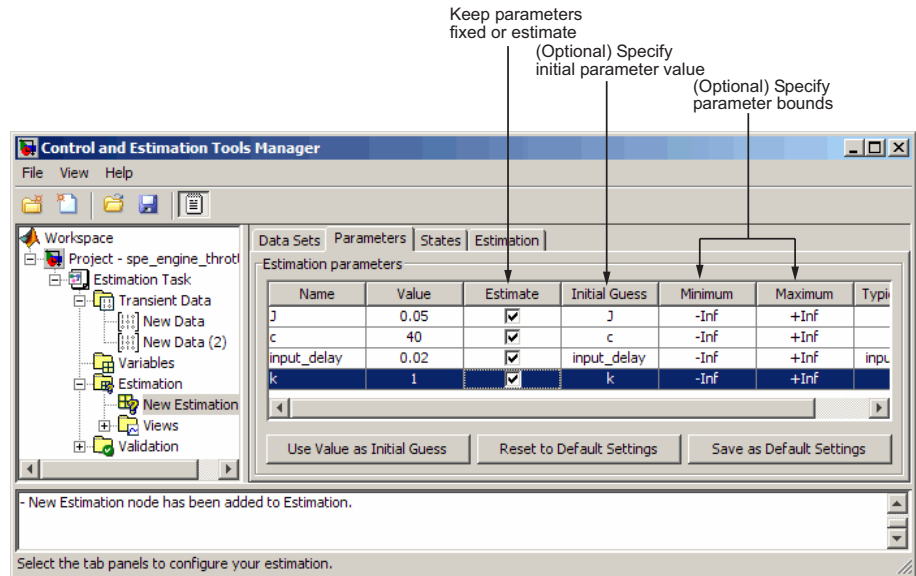 Keep parameters
fixed or estimate
(Optional) Specify
initial parameter value
(Optional) Specify
parameter bounds
Control and Estimation Tools Manager
File View Help
Workspace
Project - spe_engine_throttl
Estimation Task
Transient Data
New Data
New Data (2)
Variables
Estimation
New Estimation
Views
Validation
Data Sets Parameters States Estimation
Estimation parameters
Name Value Estimate Initial Guess Minimum Maximum Typi
J 0.05 J -Inf +Inf
c 40 c -Inf +Inf
input_delay 0.02 input_delay -Inf +Inf inpu
k 1 k -Inf +Inf
Use Value as Initial Guess Reset to Default Settings Save as Default Settings
- New Estimation node has been added to Estimation.
Select the tab panels to configure your estimation.